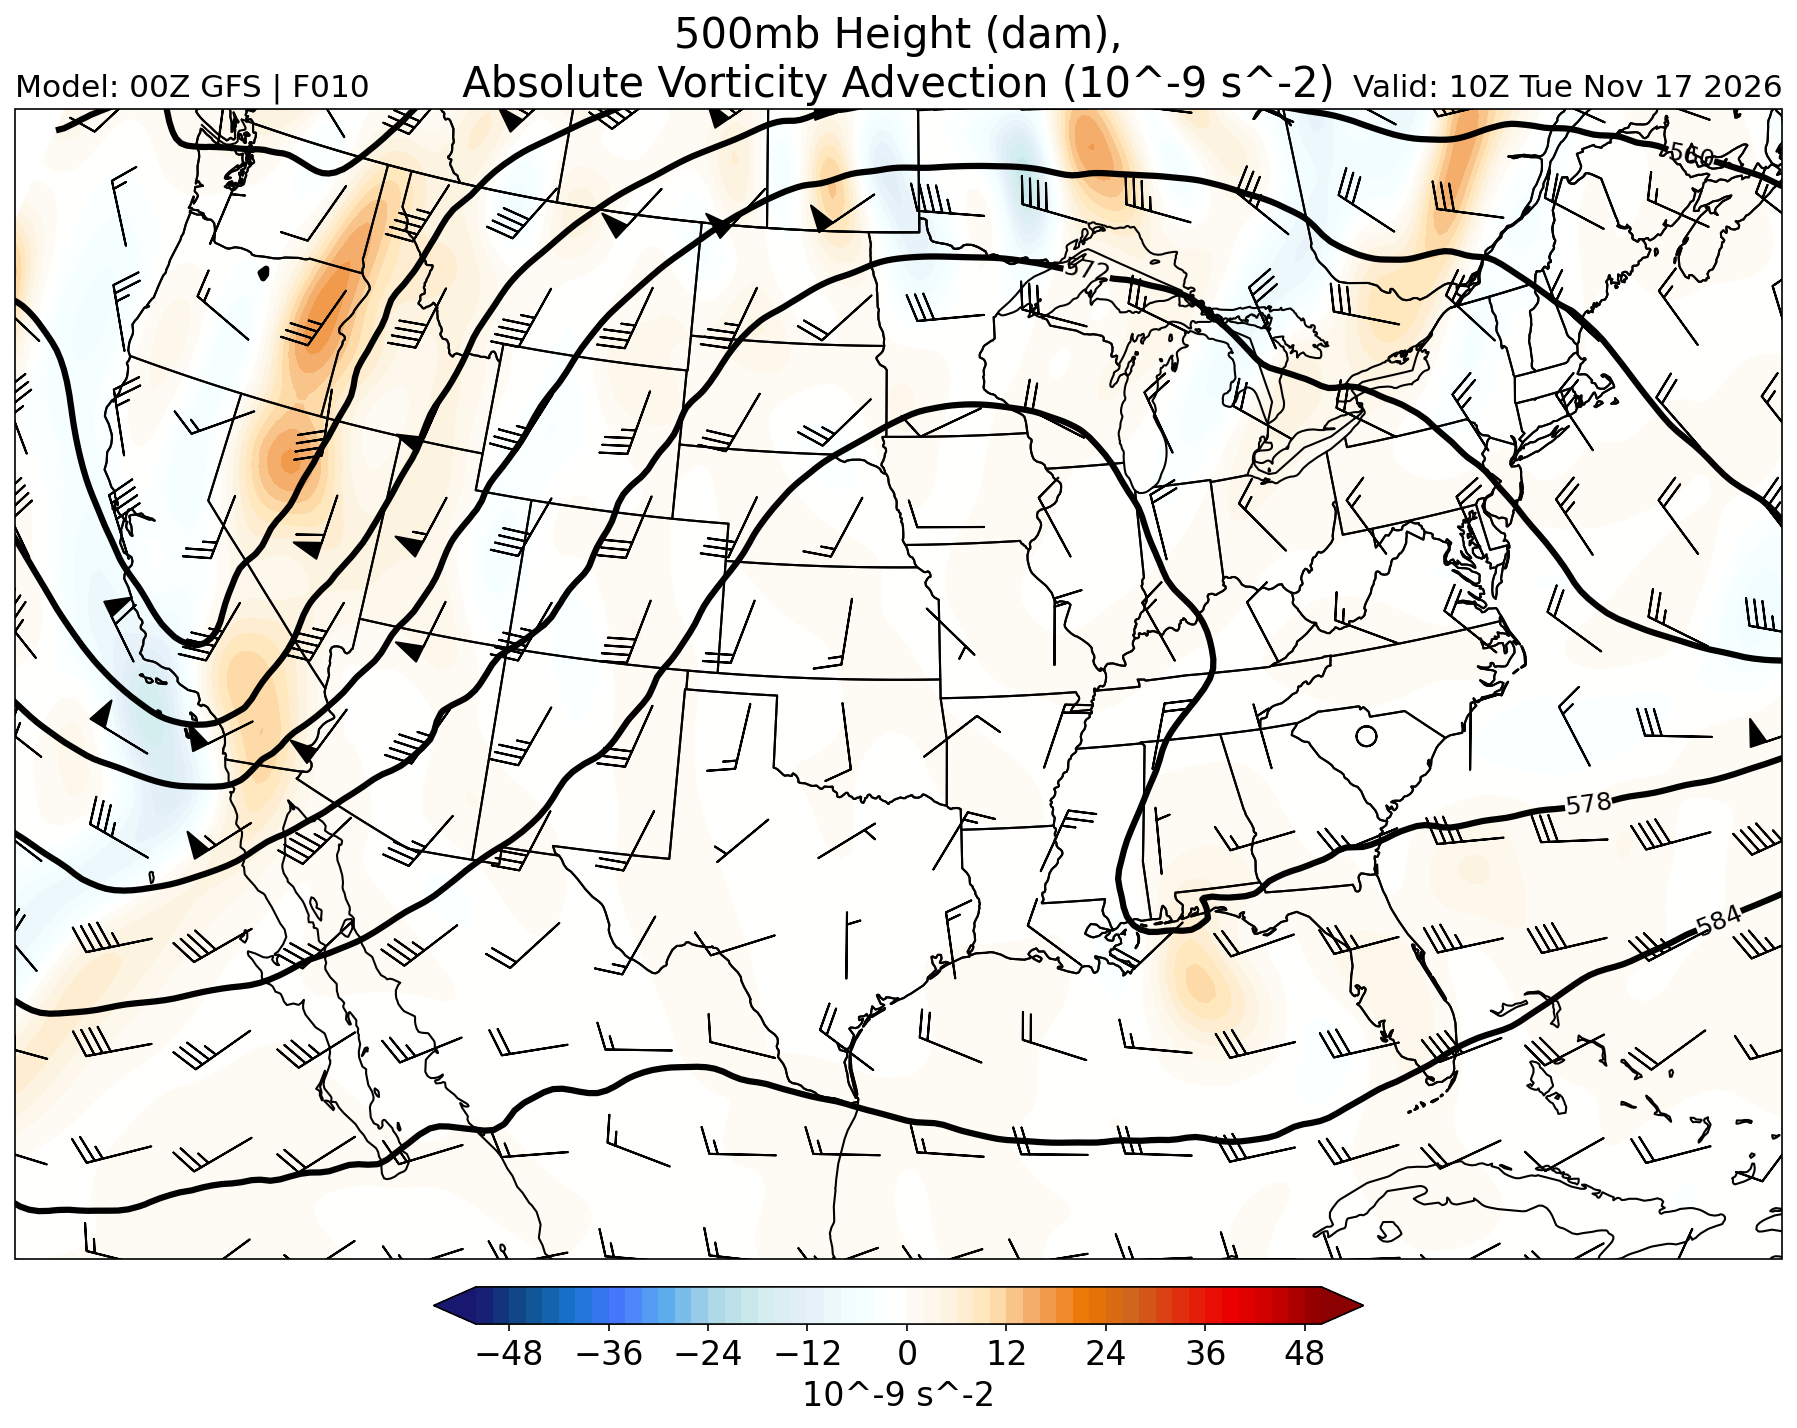 500mb Height (dam),
Model: 00Z GFS | F010 Absolute Vorticity Advection (10^-9 s^-2) Valid: 10Z Tue Nov 17 2026
560
572
578
584
−48 −36 −24 −12 0 12 24 36 48
10^-9 s^-2